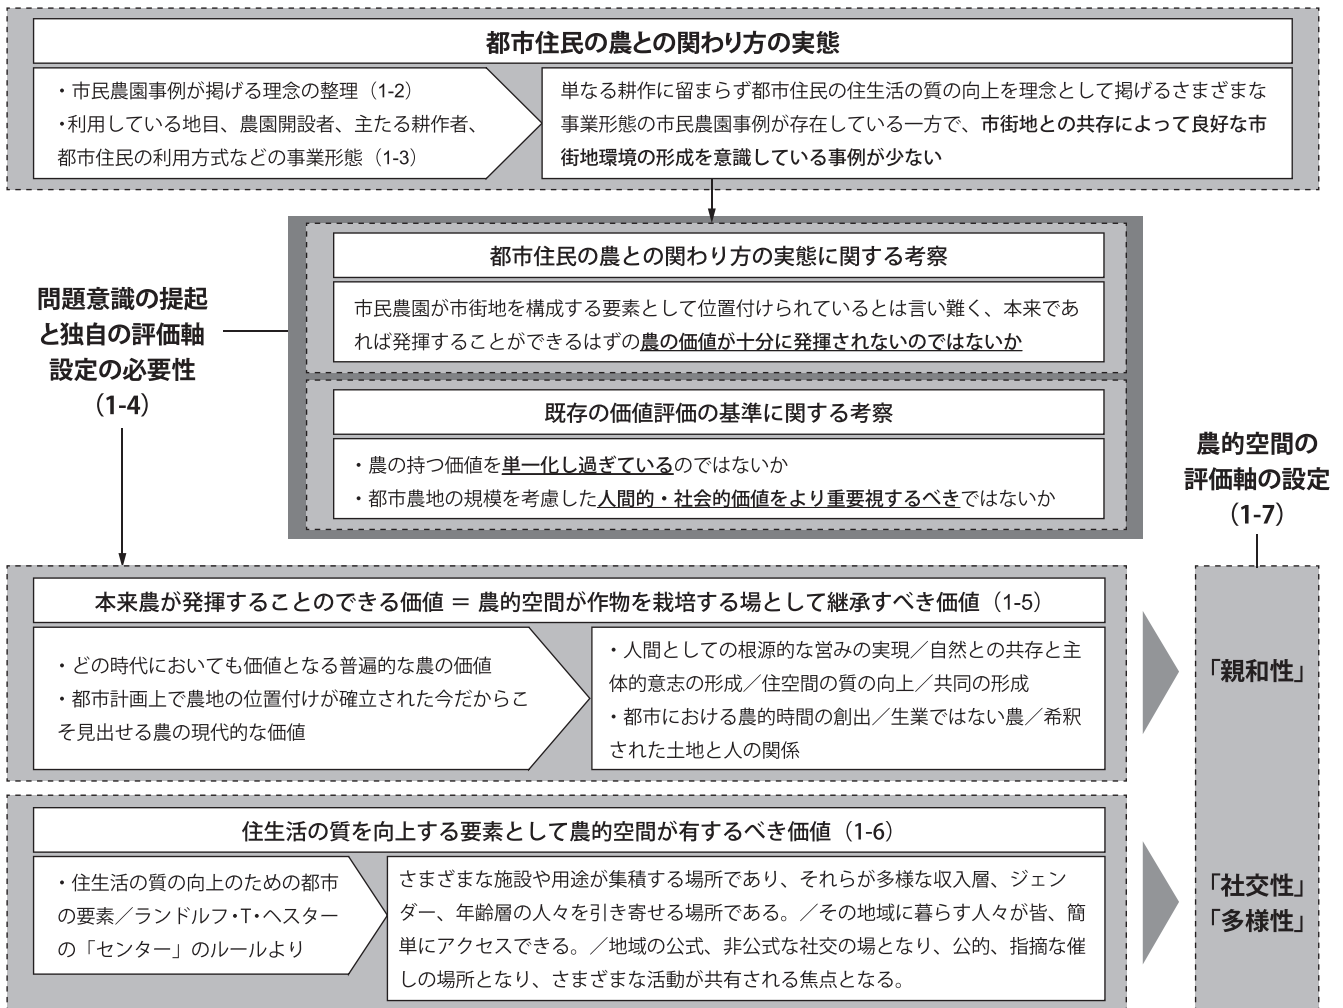 都市住民の農との関わり方の実態
・市民農園事例が掲げる理念の整理（1-2）
・利用している地目、農園開設者、主たる耕作者、
都市住民の利用方式などの事業形態（1-3）
単なる耕作に留まらず都市住民の住生活の質の向上を理念として掲げるさまざまな
事業形態の市民農園事例が存在している一方で、市街地との共存によって良好な市
街地環境の形成を意識している事例が少ない
問題意識の提起
と独自の評価軸
設定の必要性
（1-4）
都市住民の農との関わり方の実態に関する考察
市民農園が市街地を構成する要素として位置付けられているとは言い難く、本来であ
れば発揮することができるはずの農の価値が十分に発揮されないのではないか
既存の価値評価の基準に関する考察
・農の持つ価値を単一化し過ぎているのではないか
・都市農地の規模を考慮した人間的・社会的価値をより重要視するべきではないか
農的空間の
評価軸の設定
（1-7）
本来農が発揮することのできる価値 ＝ 農的空間が作物を栽培する場として継承すべき価値（1-5）
・どの時代においても価値となる普遍的な農の価値
・都市計画上で農地の位置付けが確立された今だからこ
そ見出せる農の現代的な価値
・人間としての根源的な営みの実現／自然との共存と主
体的意志の形成／住空間の質の向上／共同の形成
・都市における農的時間の創出／生業ではない農／希釈
された土地と人の関係
「親和性」
住生活の質を向上する要素として農的空間が有するべき価値（1-6）
・住生活の質の向上のための都市
の要素／ランドルフ・T・ヘスター
の「センター」のルールより
さまざまな施設や用途が集積する場所であり、それらが多様な収入層、ジェン
ダー、年齢層の人々を引き寄せる場所である。／その地域に暮らす人々が皆、簡
単にアクセスできる。／地域の公式、非公式な社交の場となり、公的、指摘な催
しの場所となり、さまざまな活動が共有される焦点となる。
「社交性」
「多様性」